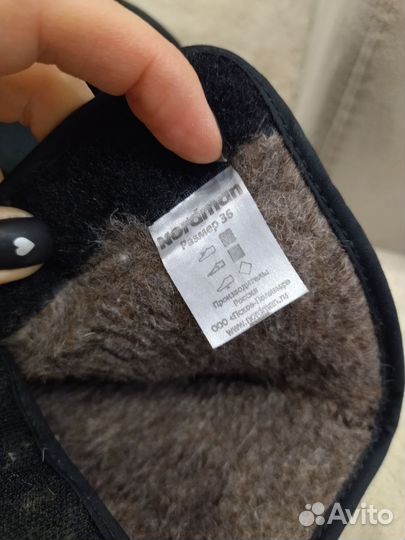 Nordman
Размер 36
Производитель:
Россия
ООО «Псков-Полимер»
www.nordman.ru
Avito